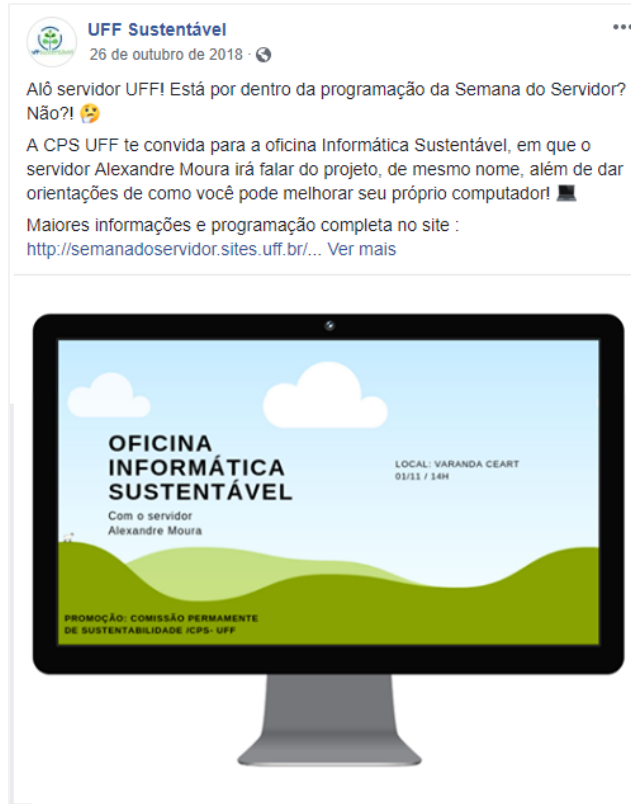 UFF Sustentável
26 de outubro de 2018 ·
Alô servidor UFF! Está por dentro da programação da Semana do Servidor?
Não?! 🤔
A CPS UFF te convida para a oficina Informática Sustentável, em que o
servidor Alexandre Moura irá falar do projeto, de mesmo nome, além de dar
orientações de como você pode melhorar seu próprio computador! 💻
Maiores informações e programação completa no site :
http://semanadoservidor.sites.uff.br/... Ver mais
OFICINA
INFORMÁTICA
SUSTENTÁVEL
Com o servidor
Alexandre Moura
LOCAL: VARANDA CEART
01/11 / 14H
PROMOÇÃO: COMISSÃO PERMAMENTE
DE SUSTENTABILIDADE /CPS- UFF